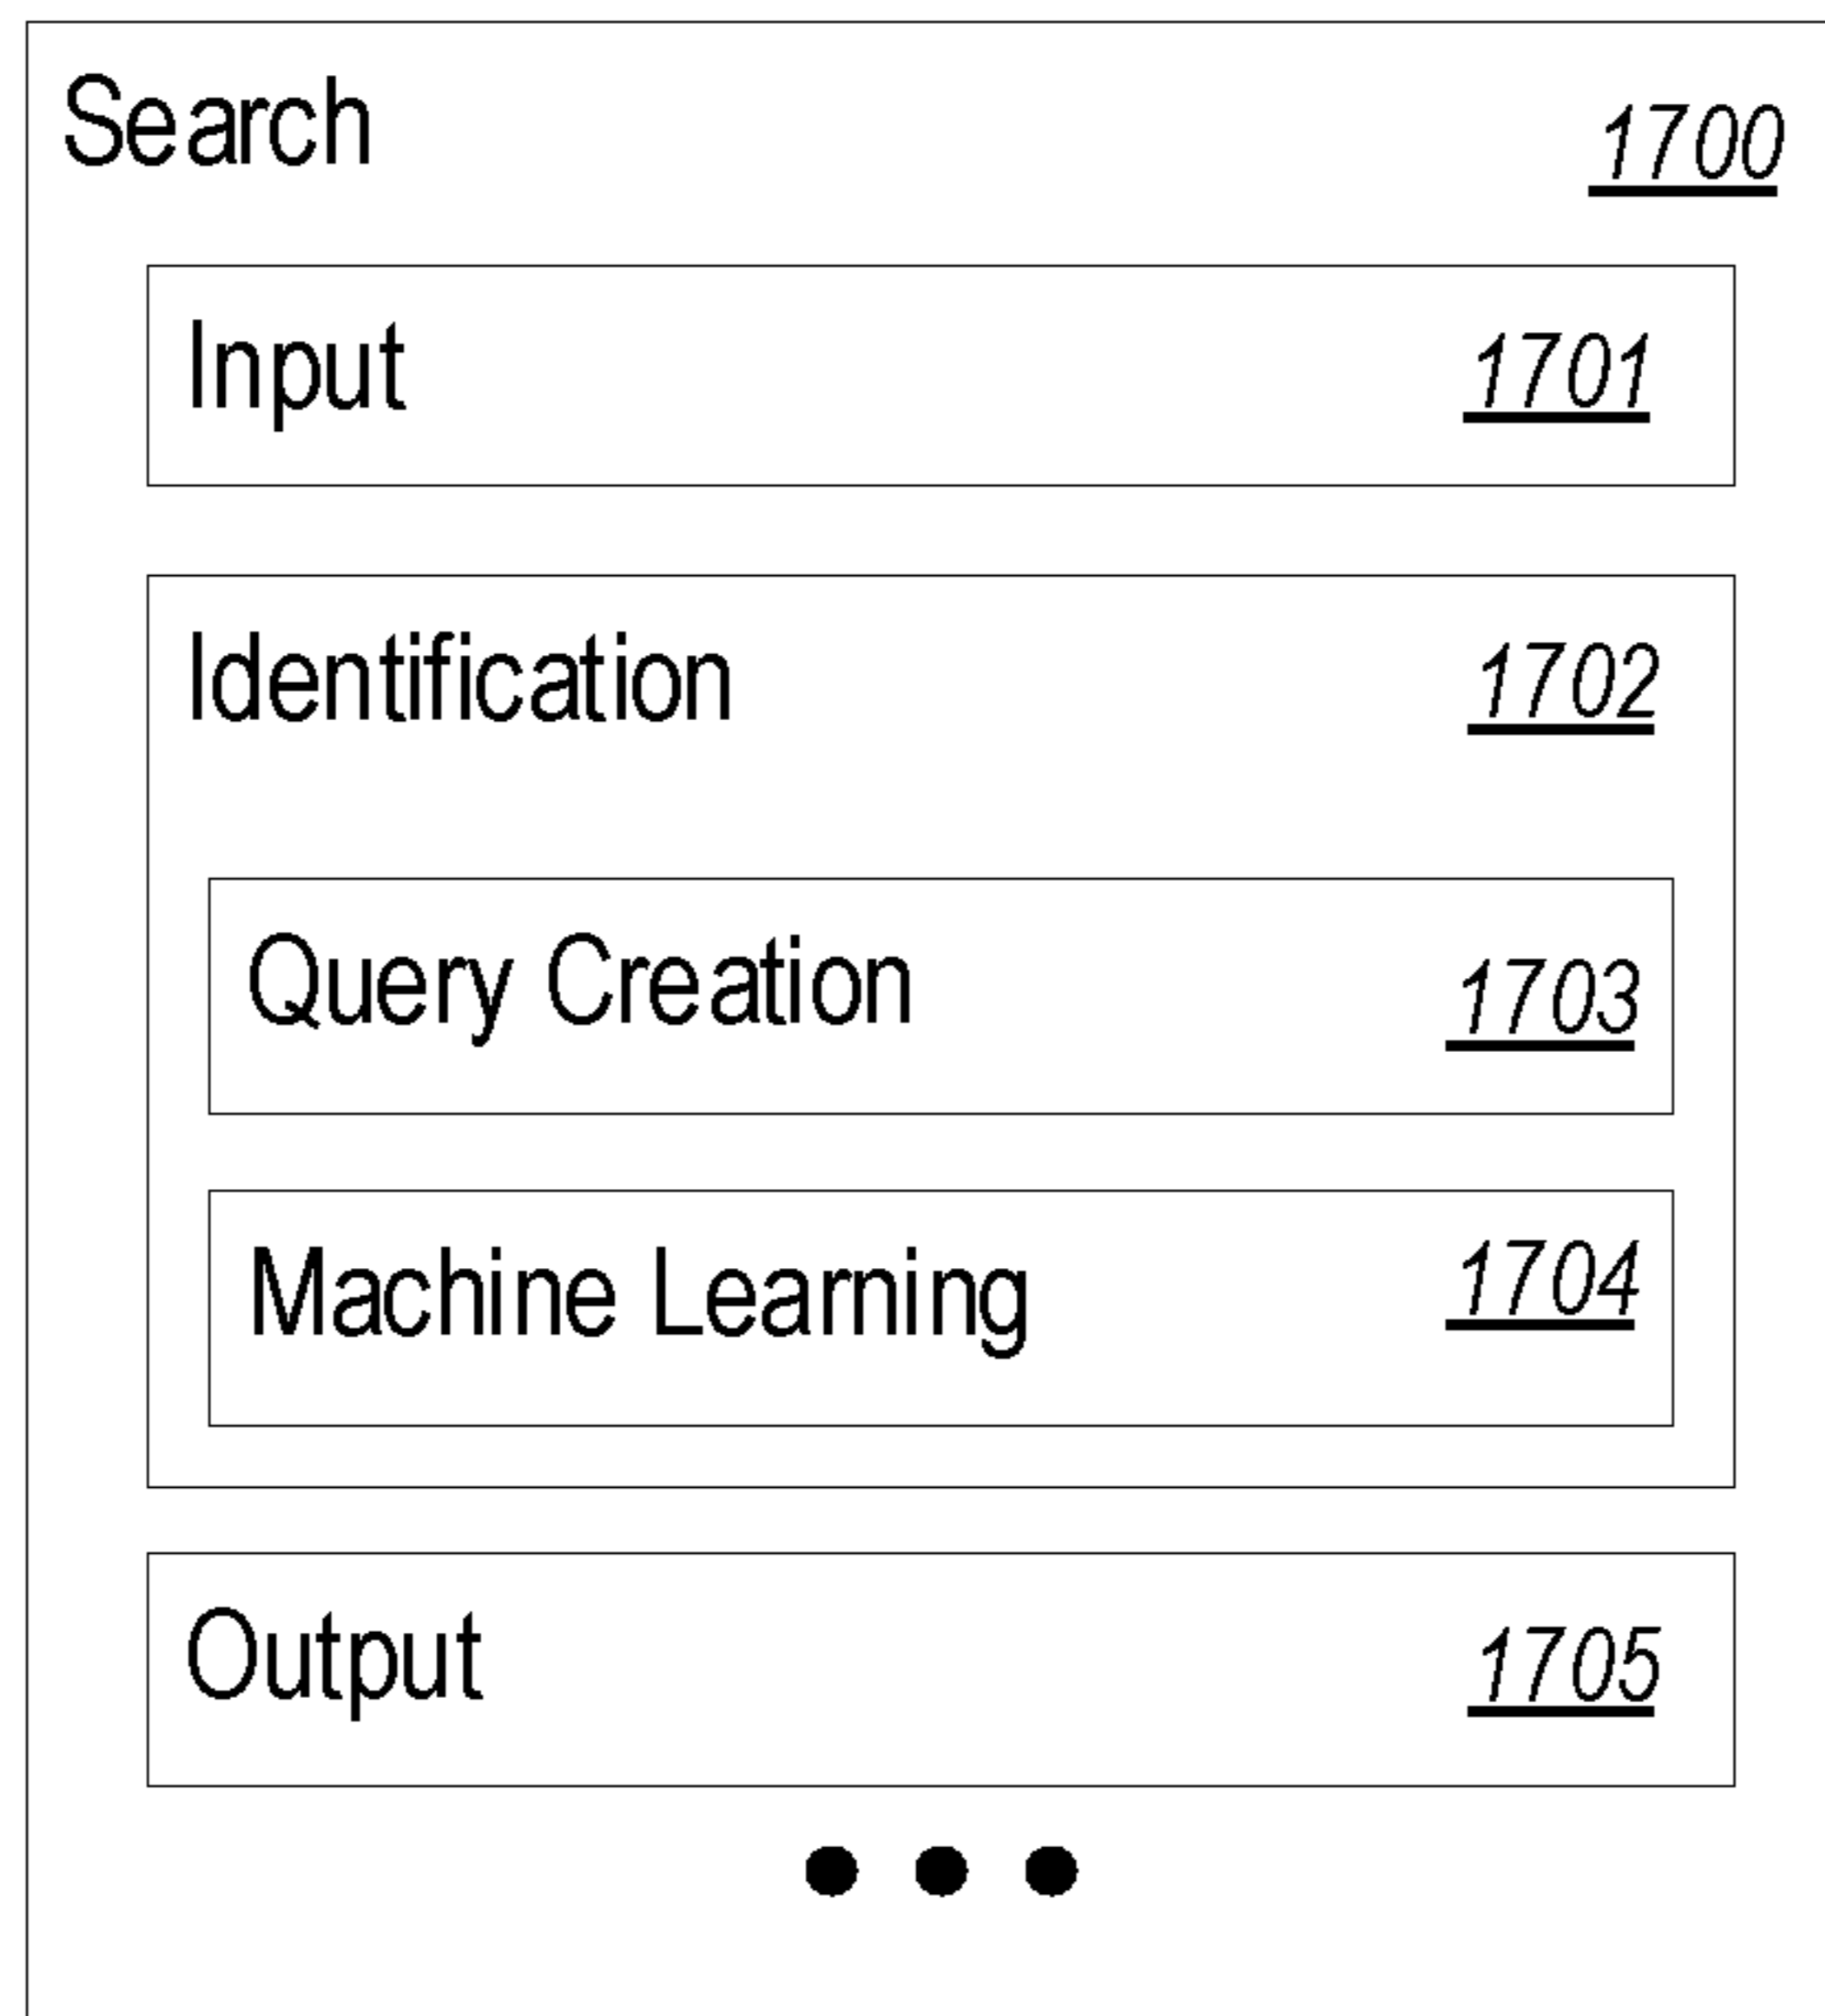 Search 1700
Input 1701
Identification 1702
Query Creation 1703
Machine Learning 1704
Output 1705